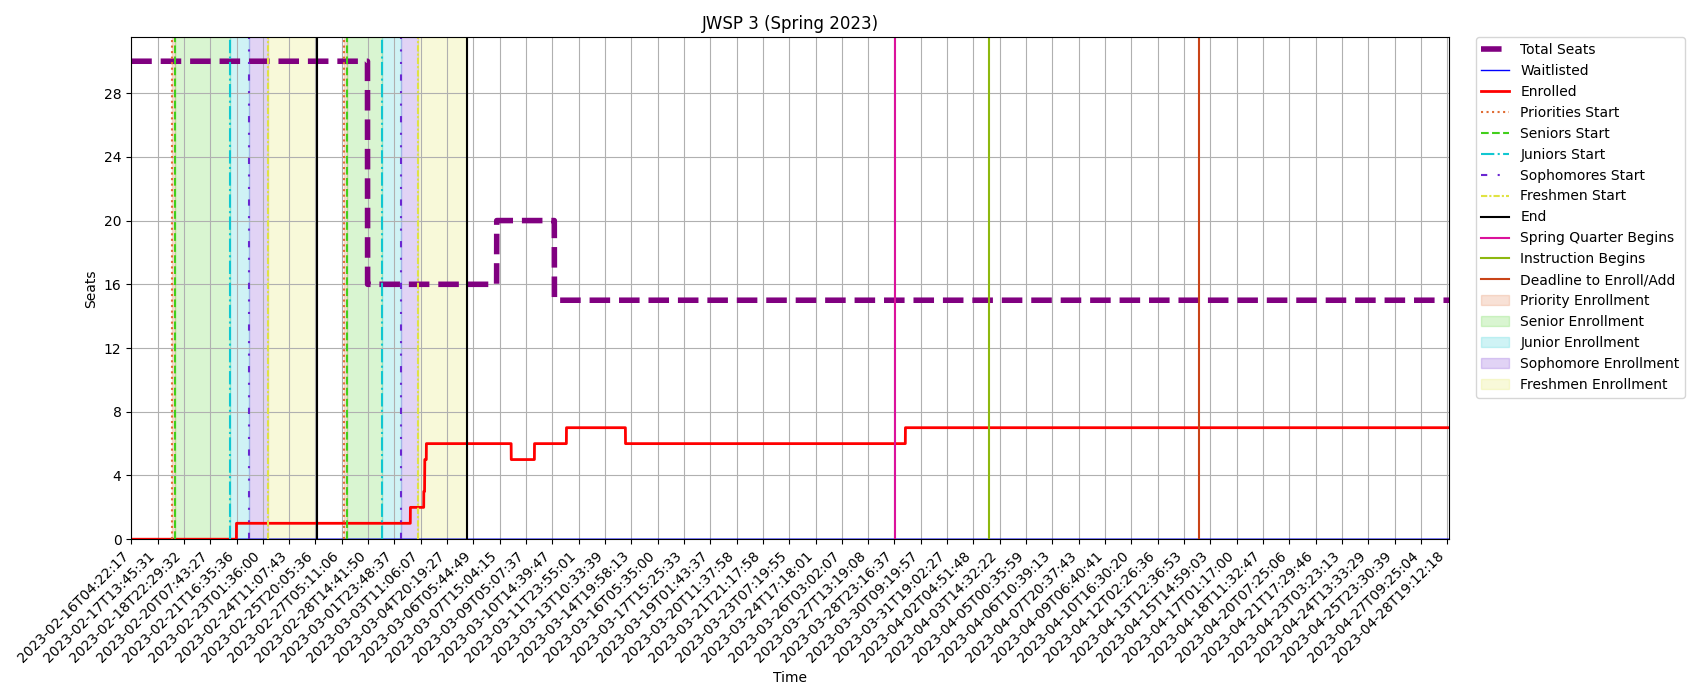 JWSP 3 (Spring 2023)
Seats
28
24
20
16
12
8
4
0
2023-02-16T04:22:17
2023-02-17T13:45:31
2023-02-18T22:29:32
2023-02-20T07:43:27
2023-02-21T16:35:36
2023-02-23T01:36:00
2023-02-24T11:07:43
2023-02-25T20:05:36
2023-02-27T05:11:06
2023-02-28T14:41:50
2023-03-01T23:48:37
2023-03-03T11:06:07
2023-03-04T20:19:27
2023-03-06T05:44:49
2023-03-07T15:04:15
2023-03-09T05:07:37
2023-03-10T14:39:47
2023-03-11T23:55:01
2023-03-13T10:33:39
2023-03-14T19:58:13
2023-03-16T05:35:00
2023-03-17T15:25:33
2023-03-19T01:43:37
2023-03-20T11:37:58
2023-03-21T21:17:58
2023-03-23T07:19:55
2023-03-24T17:18:01
2023-03-26T03:02:07
2023-03-27T13:19:08
2023-03-28T23:16:37
2023-03-30T09:19:57
2023-03-31T19:02:27
2023-04-02T04:51:48
2023-04-03T14:32:22
2023-04-05T00:35:59
2023-04-06T10:39:13
2023-04-07T20:37:43
2023-04-09T06:40:41
2023-04-10T16:30:20
2023-04-12T02:26:36
2023-04-13T12:36:53
2023-04-15T14:59:03
2023-04-17T01:17:00
2023-04-18T11:32:47
2023-04-20T07:25:06
2023-04-21T17:29:46
2023-04-23T03:23:13
2023-04-24T13:33:29
2023-04-25T23:30:39
2023-04-27T09:25:04
2023-04-28T19:12:18
Time
Total Seats
Waitlisted
Enrolled
Priorities Start
Seniors Start
Juniors Start
Sophomores Start
Freshmen Start
End
Spring Quarter Begins
Instruction Begins
Deadline to Enroll/Add
Priority Enrollment
Senior Enrollment
Junior Enrollment
Sophomore Enrollment
Freshmen Enrollment